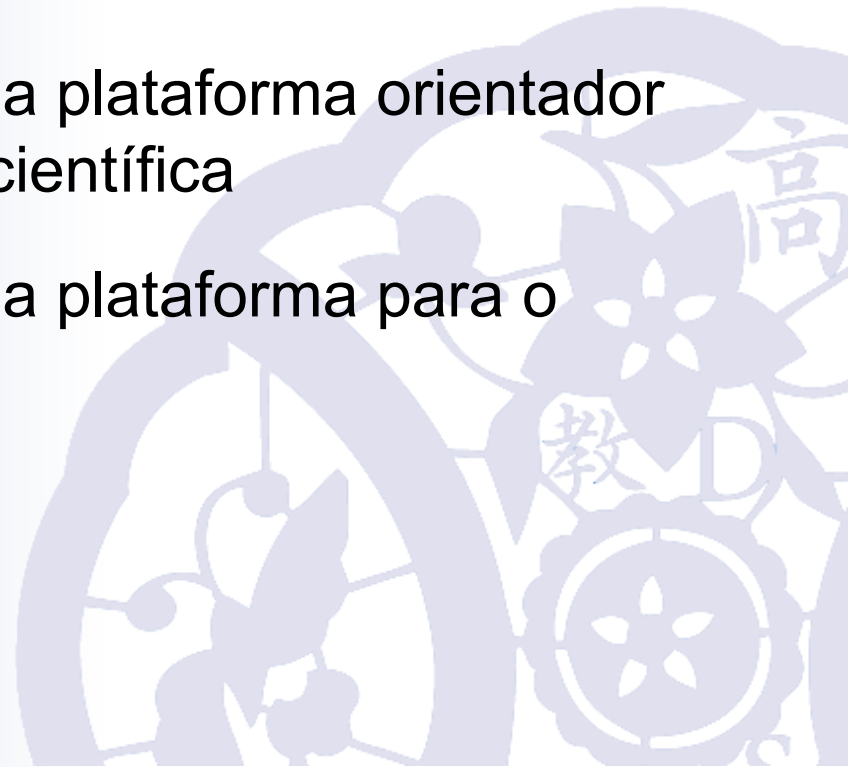 a plataforma orientador
científica
a plataforma para o
高
教
D
S